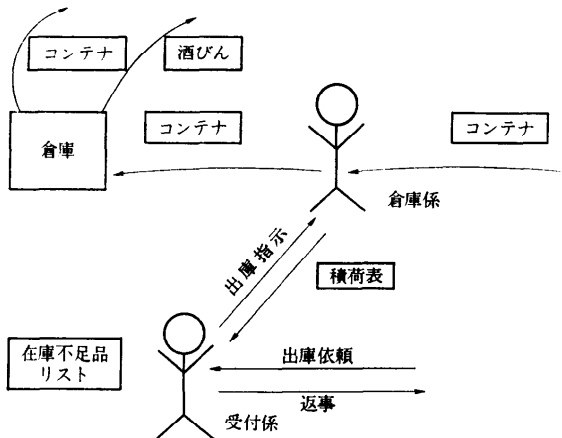 コンテナ
酒びん
コンテナ
コンテナ
倉庫
倉庫係
出庫指示
積荷表
在庫不足品
リスト
出庫依頼
返事
受付係